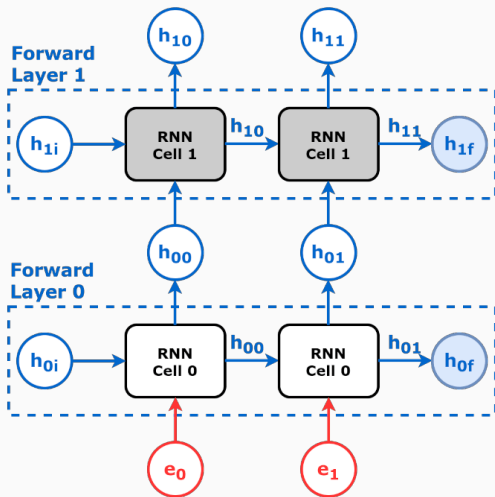 h10 h11
Forward
Layer 1
h1i RNN Cell 1 h10 RNN Cell 1 h11 h1f
h00 h01
Forward
Layer 0
h0i RNN Cell 0 h00 RNN Cell 0 h01 h0f
e0 e1